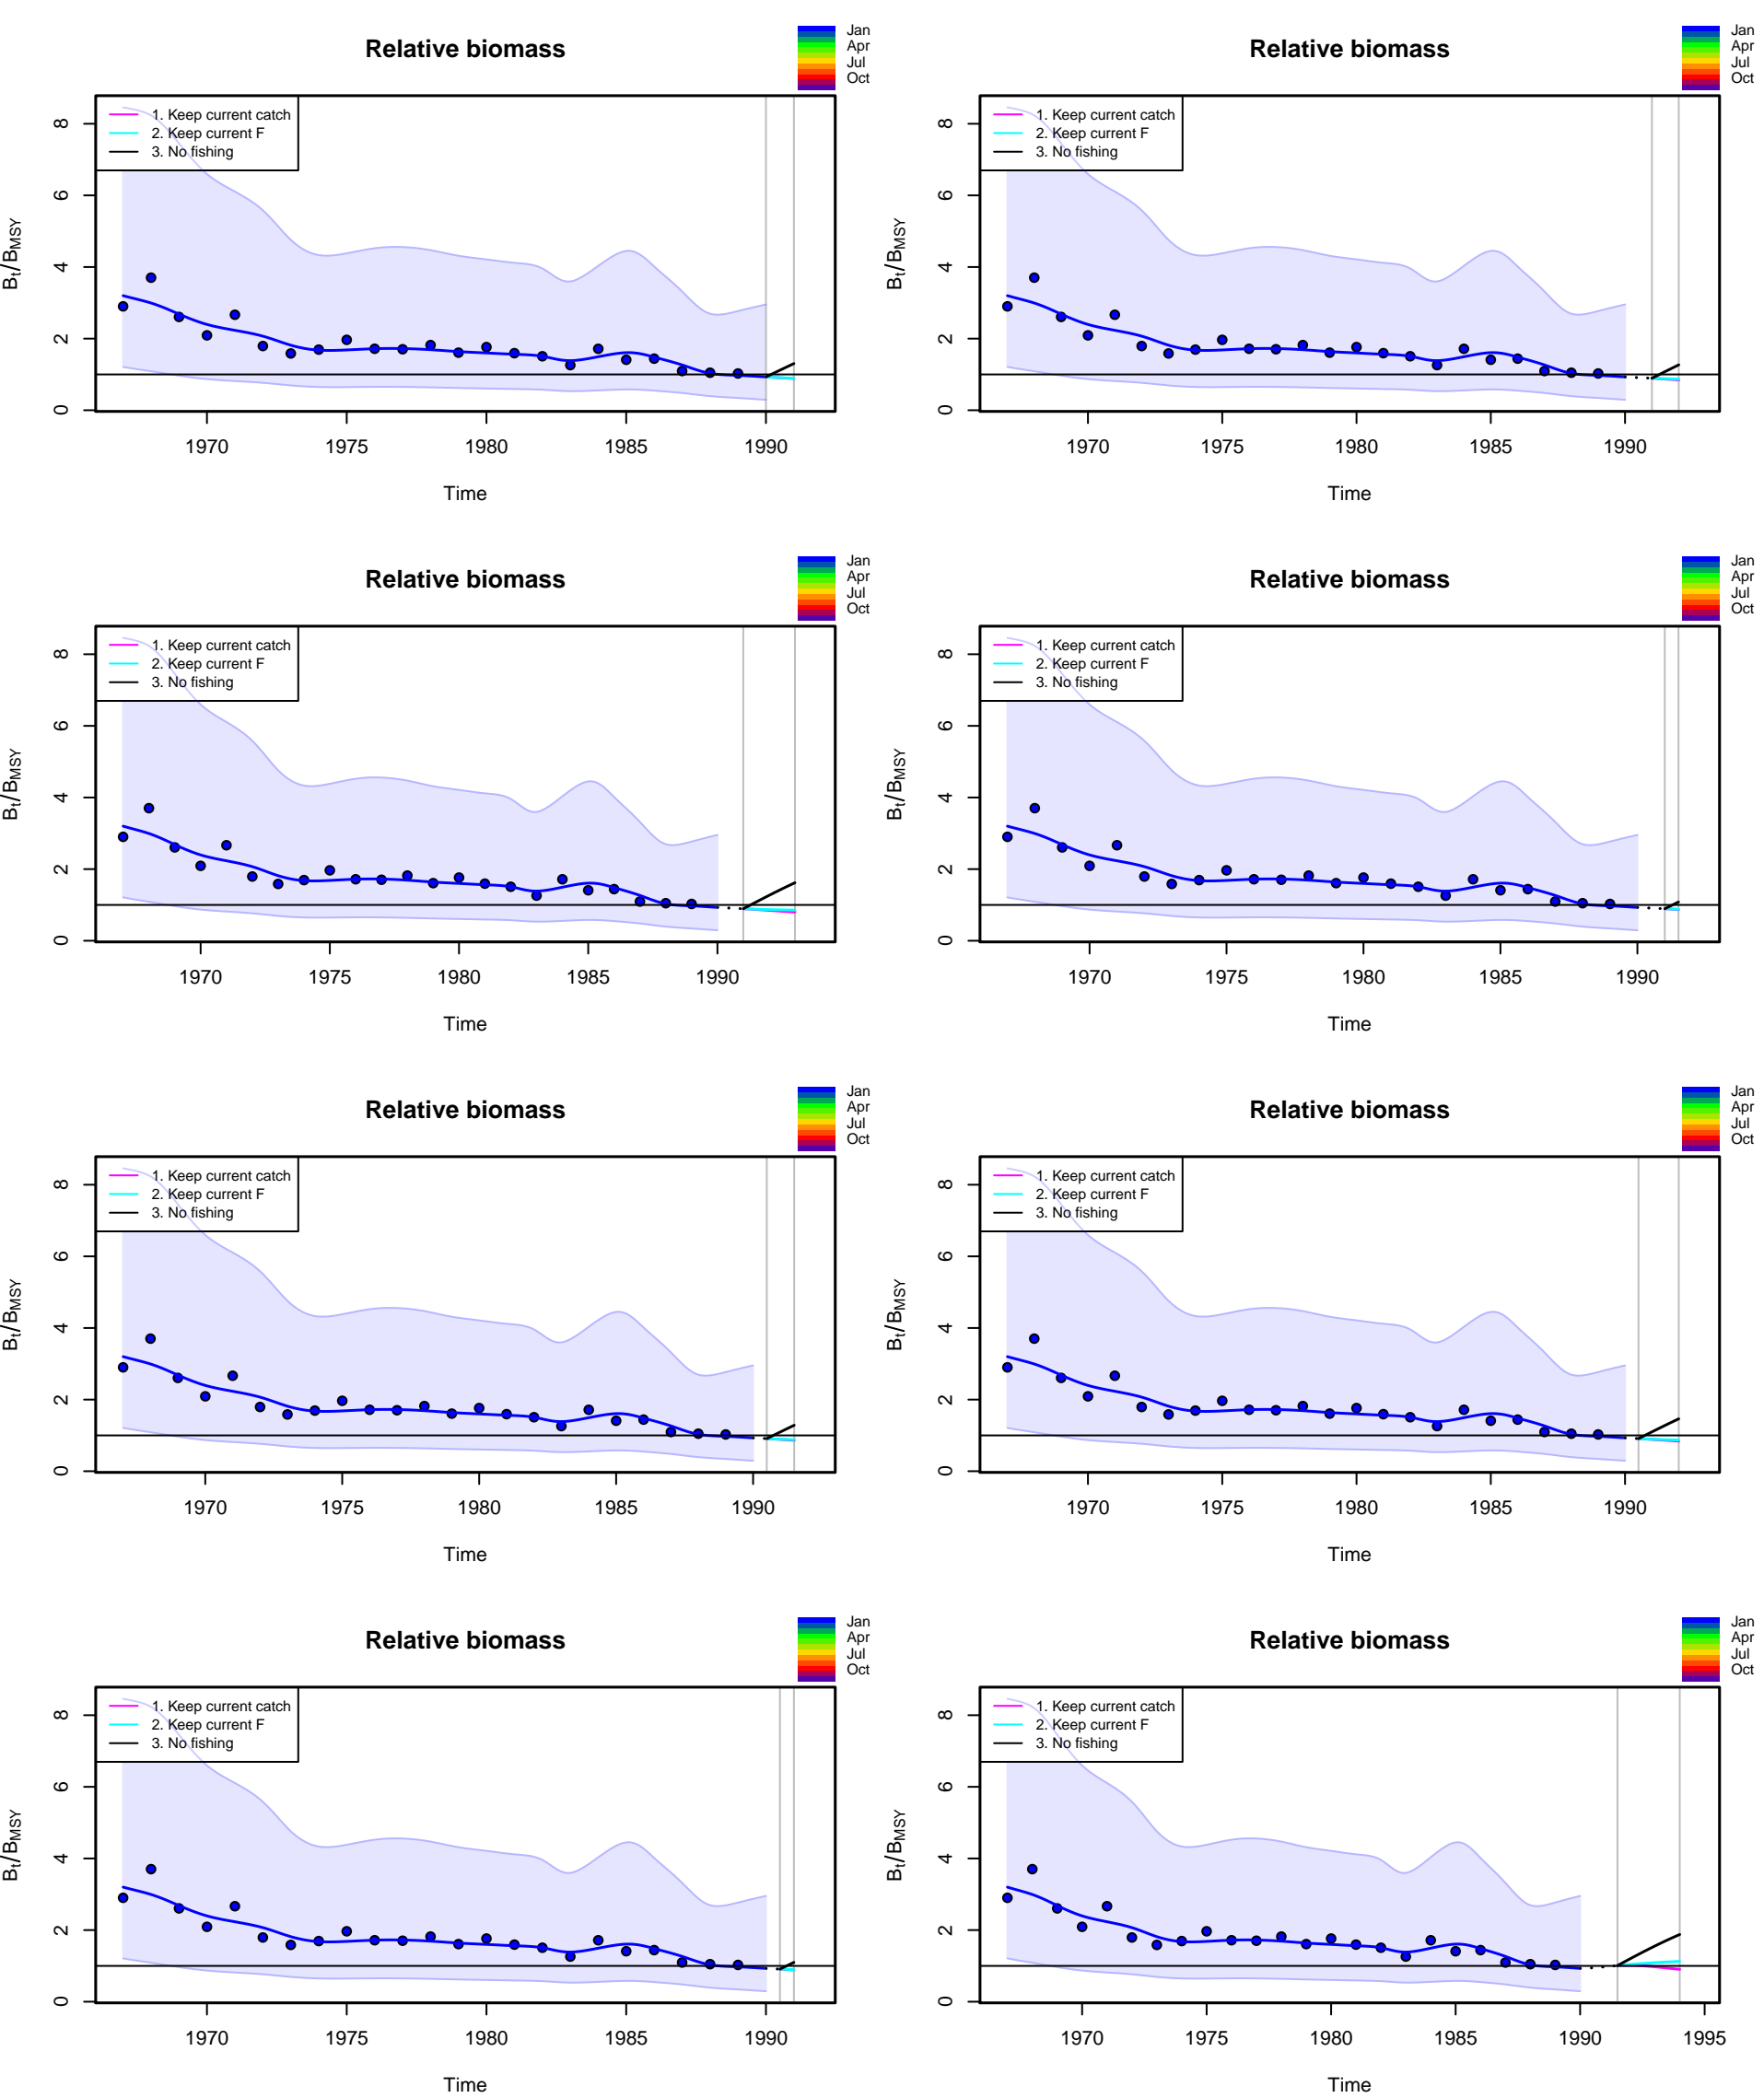 Relative biomass
Jan
Apr
Jul
Oct
1. Keep current catch
2. Keep current F
3. No fishing
Bt/BMSY
0 2 4 6 8
1970 1975 1980 1985 1990
Time
Relative biomass
Jan
Apr
Jul
Oct
1. Keep current catch
2. Keep current F
3. No fishing
Bt/BMSY
0 2 4 6 8
1970 1975 1980 1985 1990
Time
Relative biomass
Jan
Apr
Jul
Oct
1. Keep current catch
2. Keep current F
3. No fishing
Bt/BMSY
0 2 4 6 8
1970 1975 1980 1985 1990
Time
Relative biomass
Jan
Apr
Jul
Oct
1. Keep current catch
2. Keep current F
3. No fishing
Bt/BMSY
0 2 4 6 8
1970 1975 1980 1985 1990
Time
Relative biomass
Jan
Apr
Jul
Oct
1. Keep current catch
2. Keep current F
3. No fishing
Bt/BMSY
0 2 4 6 8
1970 1975 1980 1985 1990
Time
Relative biomass
Jan
Apr
Jul
Oct
1. Keep current catch
2. Keep current F
3. No fishing
Bt/BMSY
0 2 4 6 8
1970 1975 1980 1985 1990
Time
Relative biomass
Jan
Apr
Jul
Oct
1. Keep current catch
2. Keep current F
3. No fishing
Bt/BMSY
0 2 4 6 8
1970 1975 1980 1985 1990
Time
Relative biomass
Jan
Apr
Jul
Oct
1. Keep current catch
2. Keep current F
3. No fishing
Bt/BMSY
0 2 4 6 8
1970 1975 1980 1985 1990 1995
Time